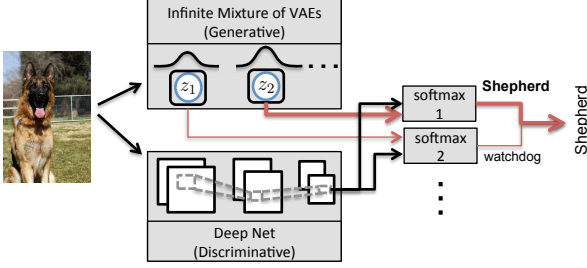 Infinite Mixture of VAEs
(Generative)
z1
z2
softmax
1
Shepherd
softmax
2
watchdog
Shepherd
Deep Net
(Discriminative)